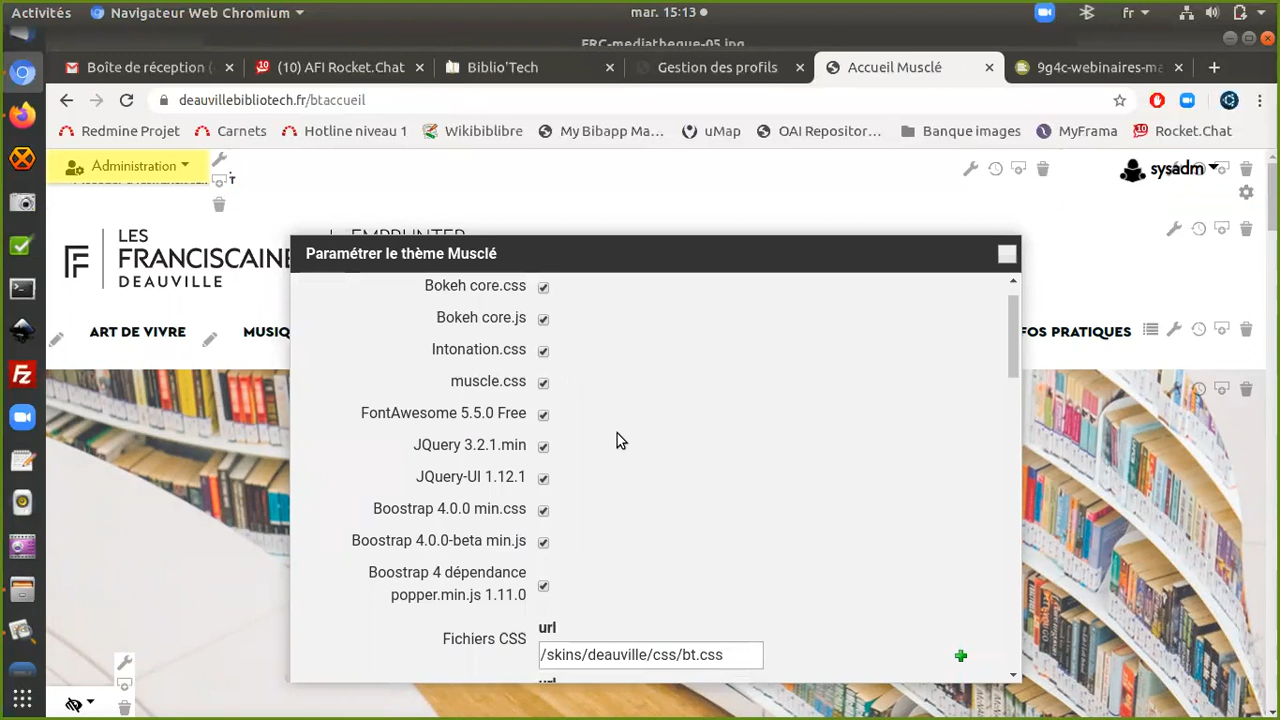 Activités
Navigateur Web Chromium
mar. 15:13
fr
FRC-mediatheque-05.jpg
Boîte de réception (
(10) AFI Rocket.Chat
Biblio'Tech
Gestion des profils
Accueil Musclé
9g4c-webinaires-ma
deauvillebibliotech.fr/btaccueil
Redmine Projet
Carnets
Hotline niveau 1
Wikibiblibre
My Bibapp Ma...
uMap
OAI Repositor...
Banque images
MyFrama
Rocket.Chat
Administration
sysadm
LES
FRANCISCAINE
DEAUVILLE
EMPRUNTER
ART DE VIVRE
MUSIQ
FOS PRATIQUES
Paramétrer le thème Musclé
Bokeh core.css
Bokeh core.js
Intonation.css
muscle.css
FontAwesome 5.5.0 Free
JQuery 3.2.1.min
JQuery-UI 1.12.1
Boostrap 4.0.0 min.css
Boostrap 4.0.0-beta min.js
Boostrap 4 dépendance
popper.min.js 1.11.0
Fichiers CSS
url
/skins/deauville/css/bt.css